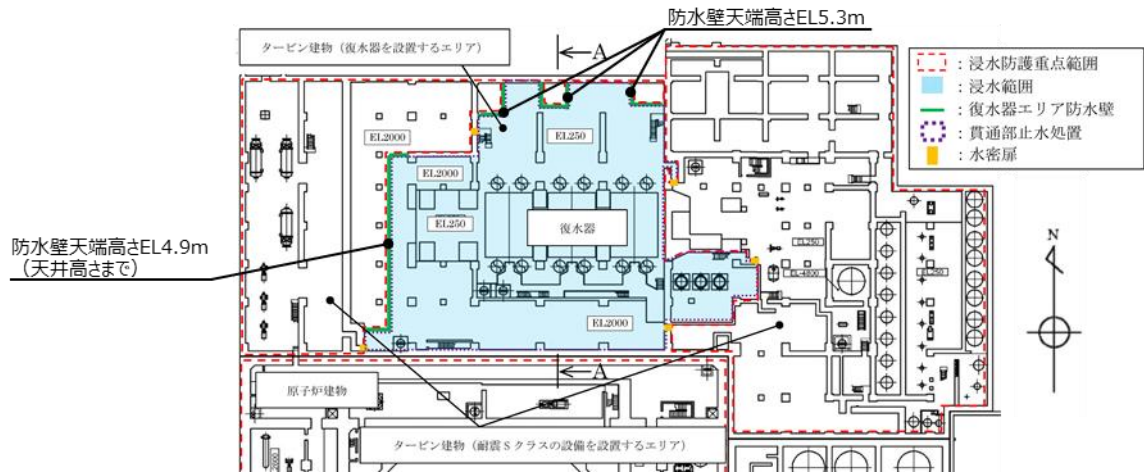 防水壁天端高さEL5.3m
タービン建物（復水器を設置するエリア）
A
：浸水防護重点範囲
：浸水範囲
：復水器エリア防水壁
：貫通部止水処置
：水密扉
EL2000
EL250
EL2000
EL250
復水器
防水壁天端高さEL4.9m
（天井高さまで）
EL250
EL-4800
EL250
N
EL2000
A
原子炉建物
タービン建物（耐震Sクラスの設備を設置するエリア）